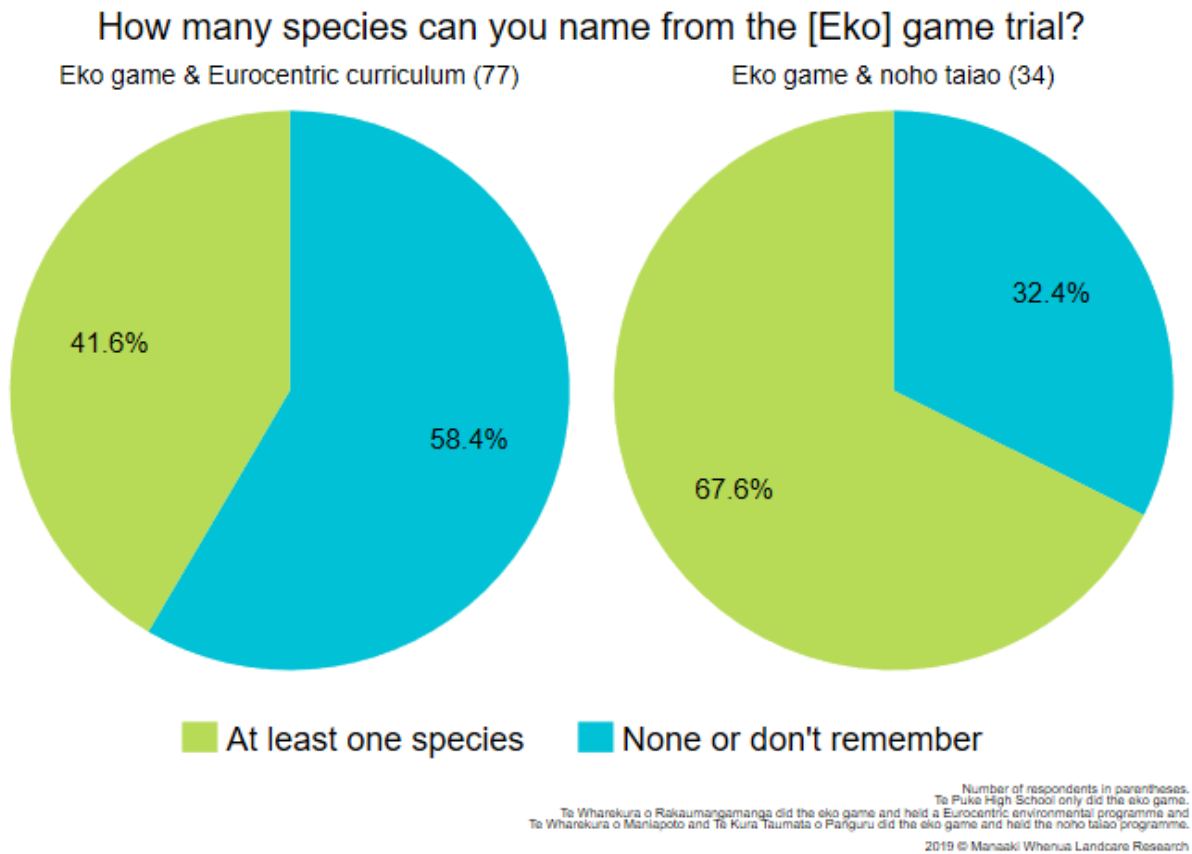 How many species can you name from the [Eko] game trial?
Eko game & Eurocentric curriculum (77)
Eko game & noho taiao (34)
41.6%
58.4%
32.4%
67.6%
At least one species
None or don't remember
Number of respondents in parentheses.
Te Puke High School only did the eko game.
Te Wharekura o Rakaumangamanga did the eko game and held a Eurocentric environmental programme and
Te Wharekura o Maniapoto and Te Kura Taumata o Panguru did the eko game and held the noho taiao programme.
2019 © Manaaki Whenua Landcare Research